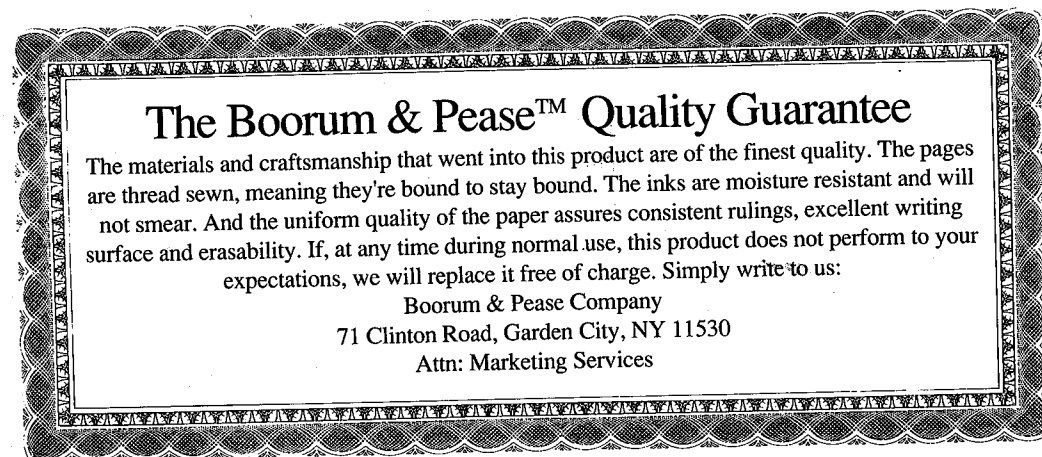 The Boorum & Pease™ Quality Guarantee
The materials and craftsmanship that went into this product are of the finest quality. The pages
are thread sewn, meaning they're bound to stay bound. The inks are moisture resistant and will
not smear. And the uniform quality of the paper assures consistent rulings, excellent writing
surface and erasability. If, at any time during normal use, this product does not perform to your
expectations, we will replace it free of charge. Simply write to us:
Boorum & Pease Company
71 Clinton Road, Garden City, NY 11530
Attn: Marketing Services